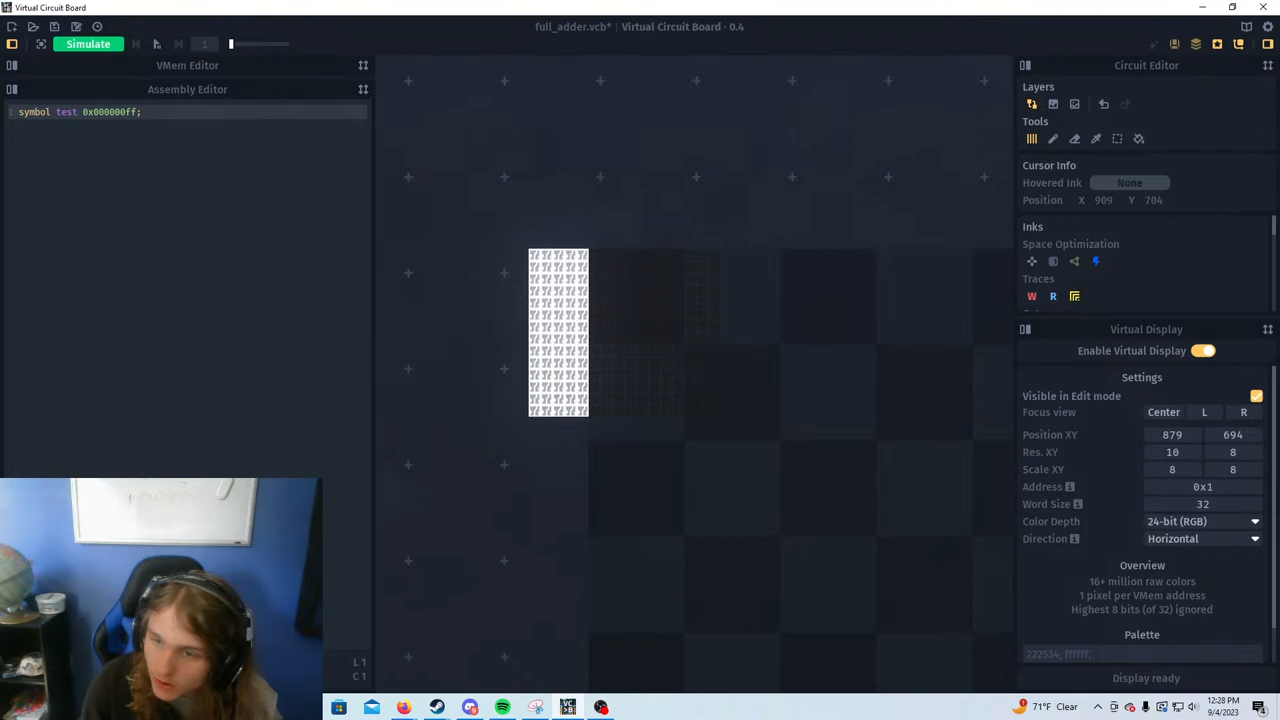 Virtual Circuit Board
full_adder.vcb* | Virtual Circuit Board - 0.4
Simulate
1
VMem Editor
Assembly Editor
1 symbol test 0x000000ff;
L 1
C 1
Circuit Editor
Layers
Tools
Cursor Info
Hovered Ink None
Position X 909 Y 704
Inks
Space Optimization
Traces
W R
Virtual Display
Enable Virtual Display
Settings
Visible in Edit mode
Focus view Center L R
Position XY 879 694
Res. XY 10 8
Scale XY 8 8
Address 0x1
Word Size 32
Color Depth 24-bit (RGB)
Direction Horizontal
Overview
16+ million raw colors
1 pixel per VMem address
Highest 8 bits (of 32) ignored
Palette
222534, ffffff,
Display ready
71°F Clear
12:28 PM
9/4/2023